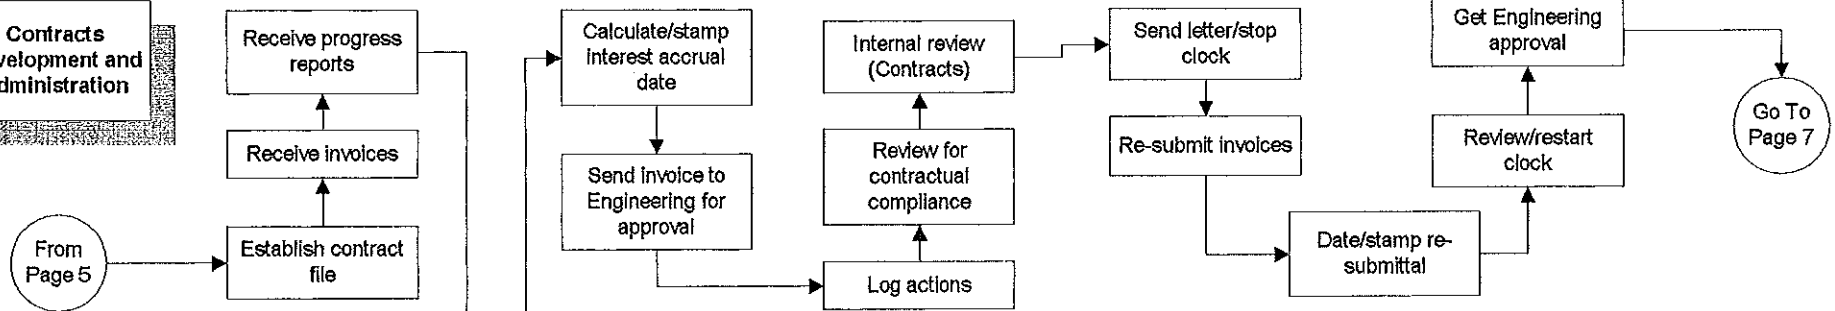 Contracts
velopment and
dministration
Receive progress
reports
Receive invoices
From
Page 5
Establish contract
file
Calculate/stamp
interest accrual
date
Send invoice to
Engineering for
approval
Log actions
Review for
contractual
compliance
Internal review
(Contracts)
Send letter/stop
clock
Re-submit invoices
Date/stamp re-
submittal
Review/restart
clock
Get Engineering
approval
Go To
Page 7